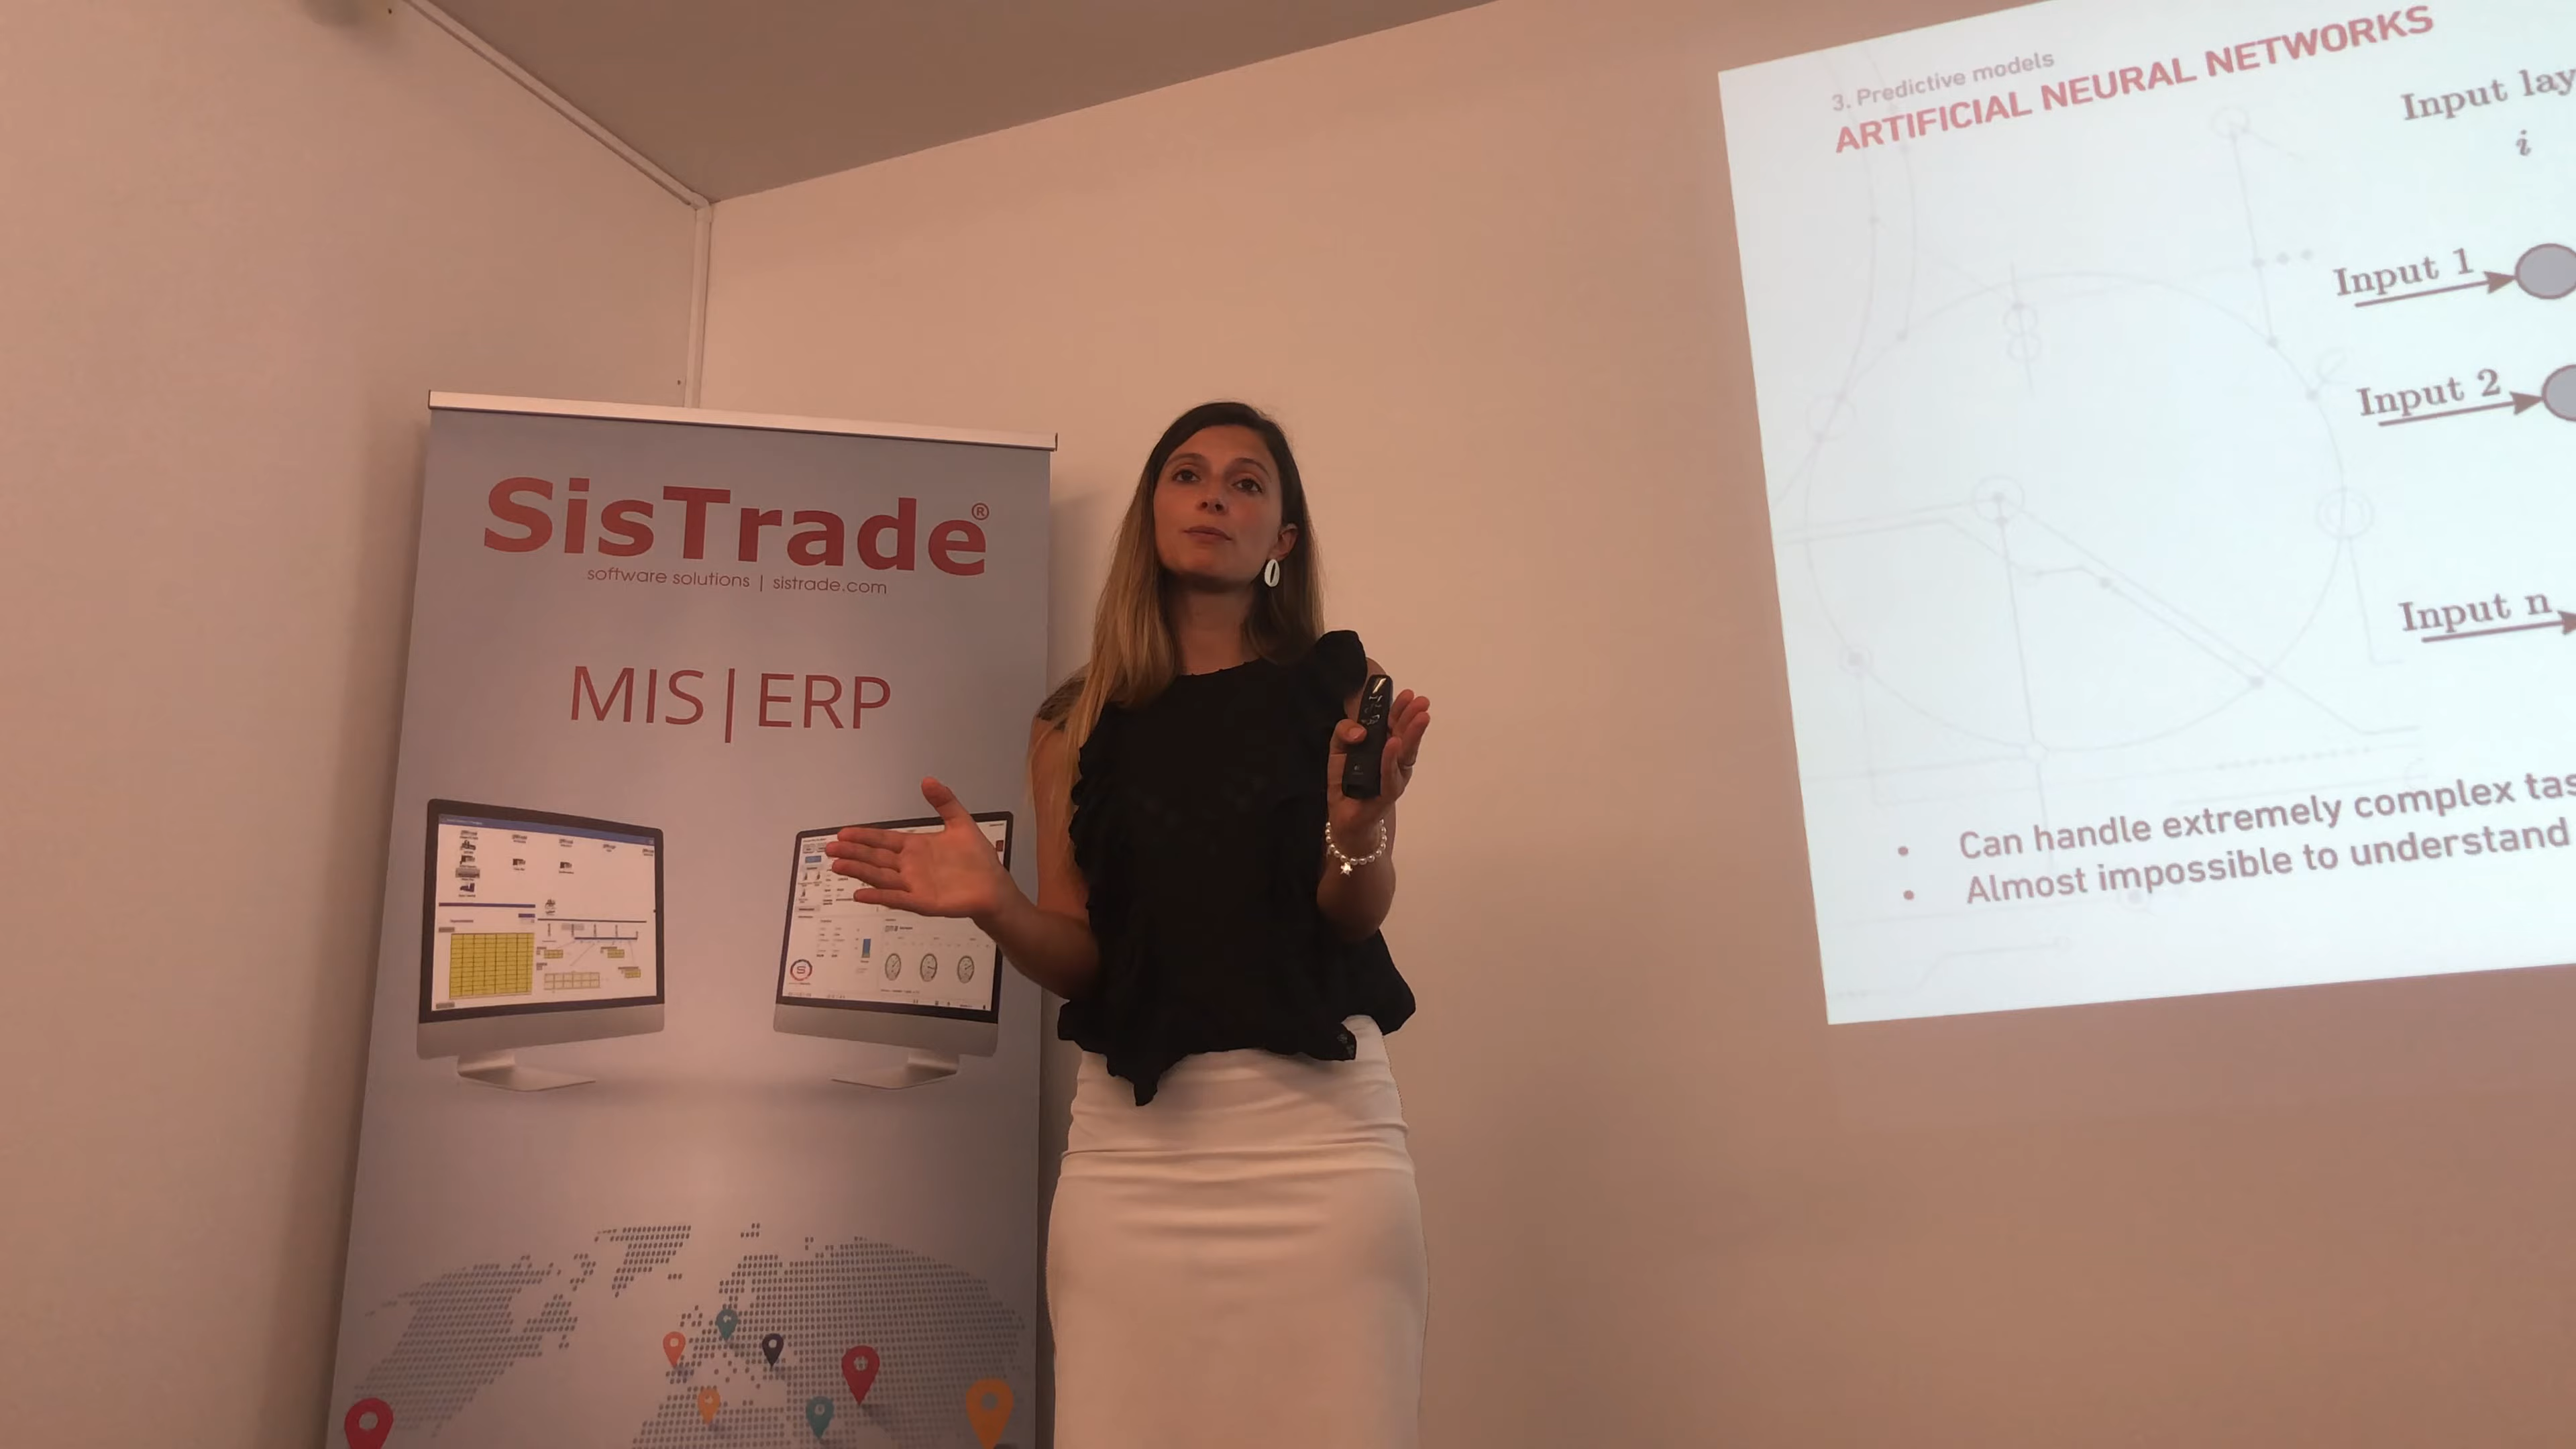 SisTrade®
software solutions | sistrade.com
MIS|ERP
3. Predictive models
ARTIFICIAL NEURAL NETWORKS
Input lay
i
Input 1
Input 2
Input n
• Can handle extremely complex tas
• Almost impossible to understand